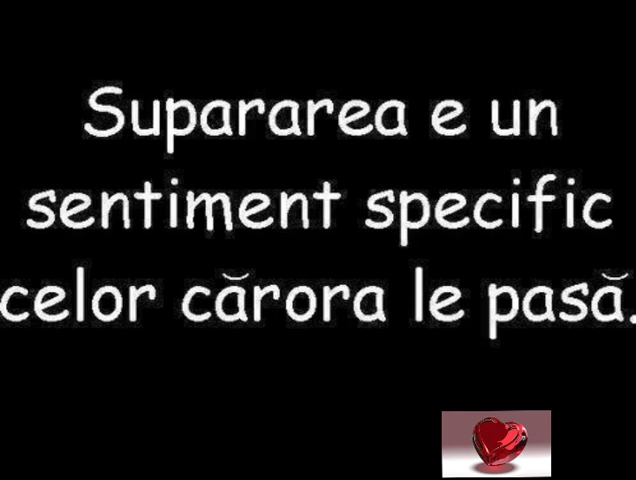 Supararea e un
sentiment specific
celor cărora le pasă.